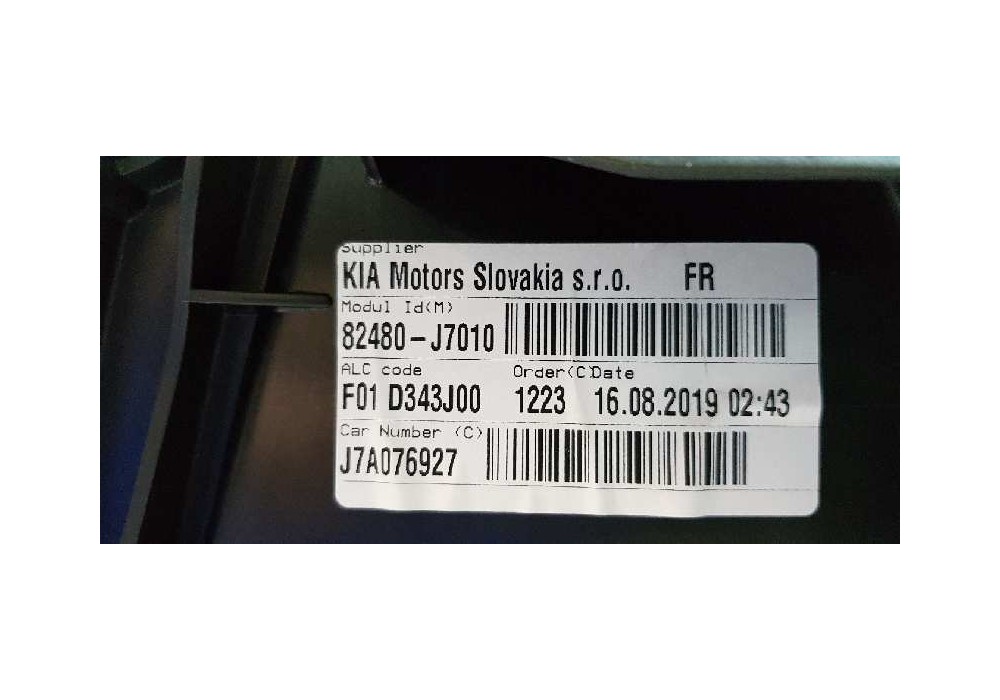 Supplier
KIA Motors Slovakia s.r.o. FR
Modul Id(M)
82480-J7010
ALC code Order(C)Date
F01 D343J00 1223 16.08.2019 02:43
Car Number (C)
J7A076927